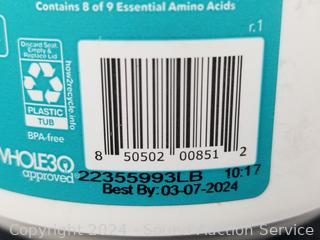 Contains 8 of 9 Essential Amino Acids
r.1
Discard Seal,
Empty &
Replace Lid
PLASTIC
TUB
BPA-free
how2recycle.info
WHOLE30
approved
8 50502 00851 2
22355993LB 10:17
Best By: 03-07-2024
Copyright 2024 - Source Auction Service